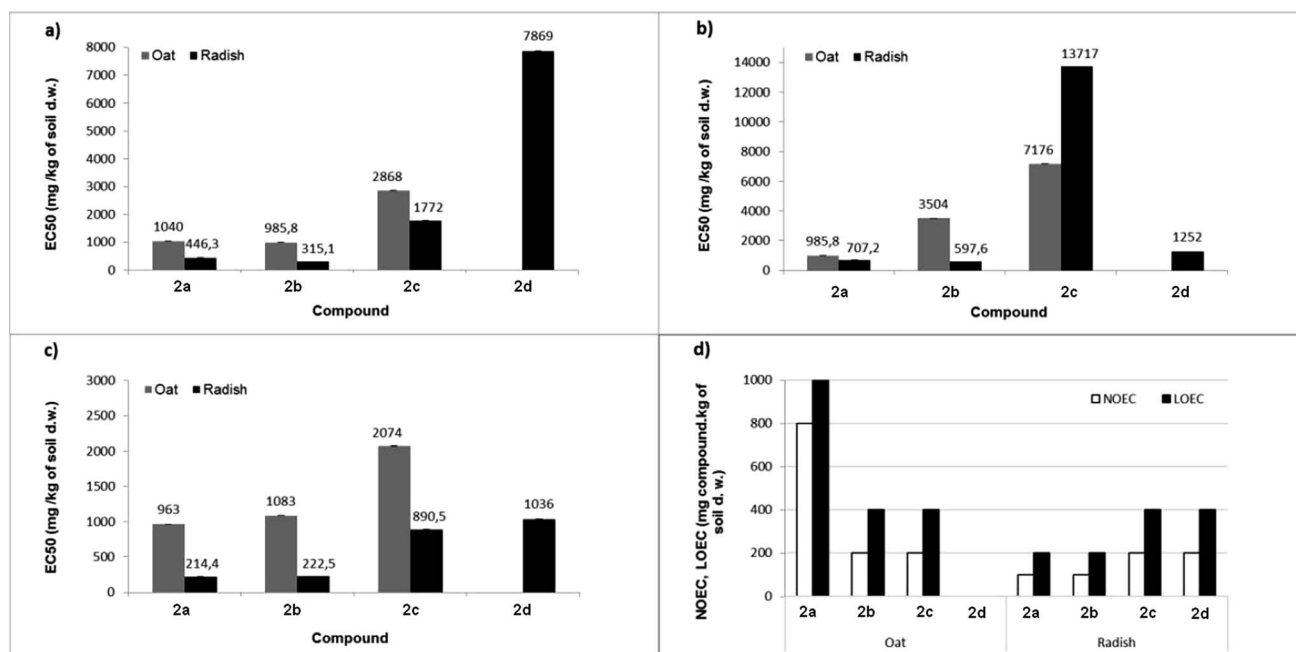 a)
Oat Radish
EC50 (mg /kg of soil d.w.)
8000
7000
6000
5000
4000
3000
2000
1000
0
1040
446,3
985,8
315,1
2868
1772
7869
2a 2b 2c 2d
Compound
b)
Oat Radish
EC50 (mg /kg of soil d.w.)
14000
12000
10000
8000
6000
4000
2000
0
985,8
707,2
3504
597,6
7176
13717
1252
2a 2b 2c 2d
Compound
c)
Oat Radish
EC50 (mg /kg of soil d.w.)
3000
2500
2000
1500
1000
500
0
963
214,4
1083
222,5
2074
890,5
1036
2a 2b 2c 2d
Compound
d)
NOEC LOEC
NOEC, LOEC (mg compound.kg of
soil d. w.)
1000
800
600
400
200
0
2a 2b 2c 2d 2a 2b 2c 2d
Oat Radish